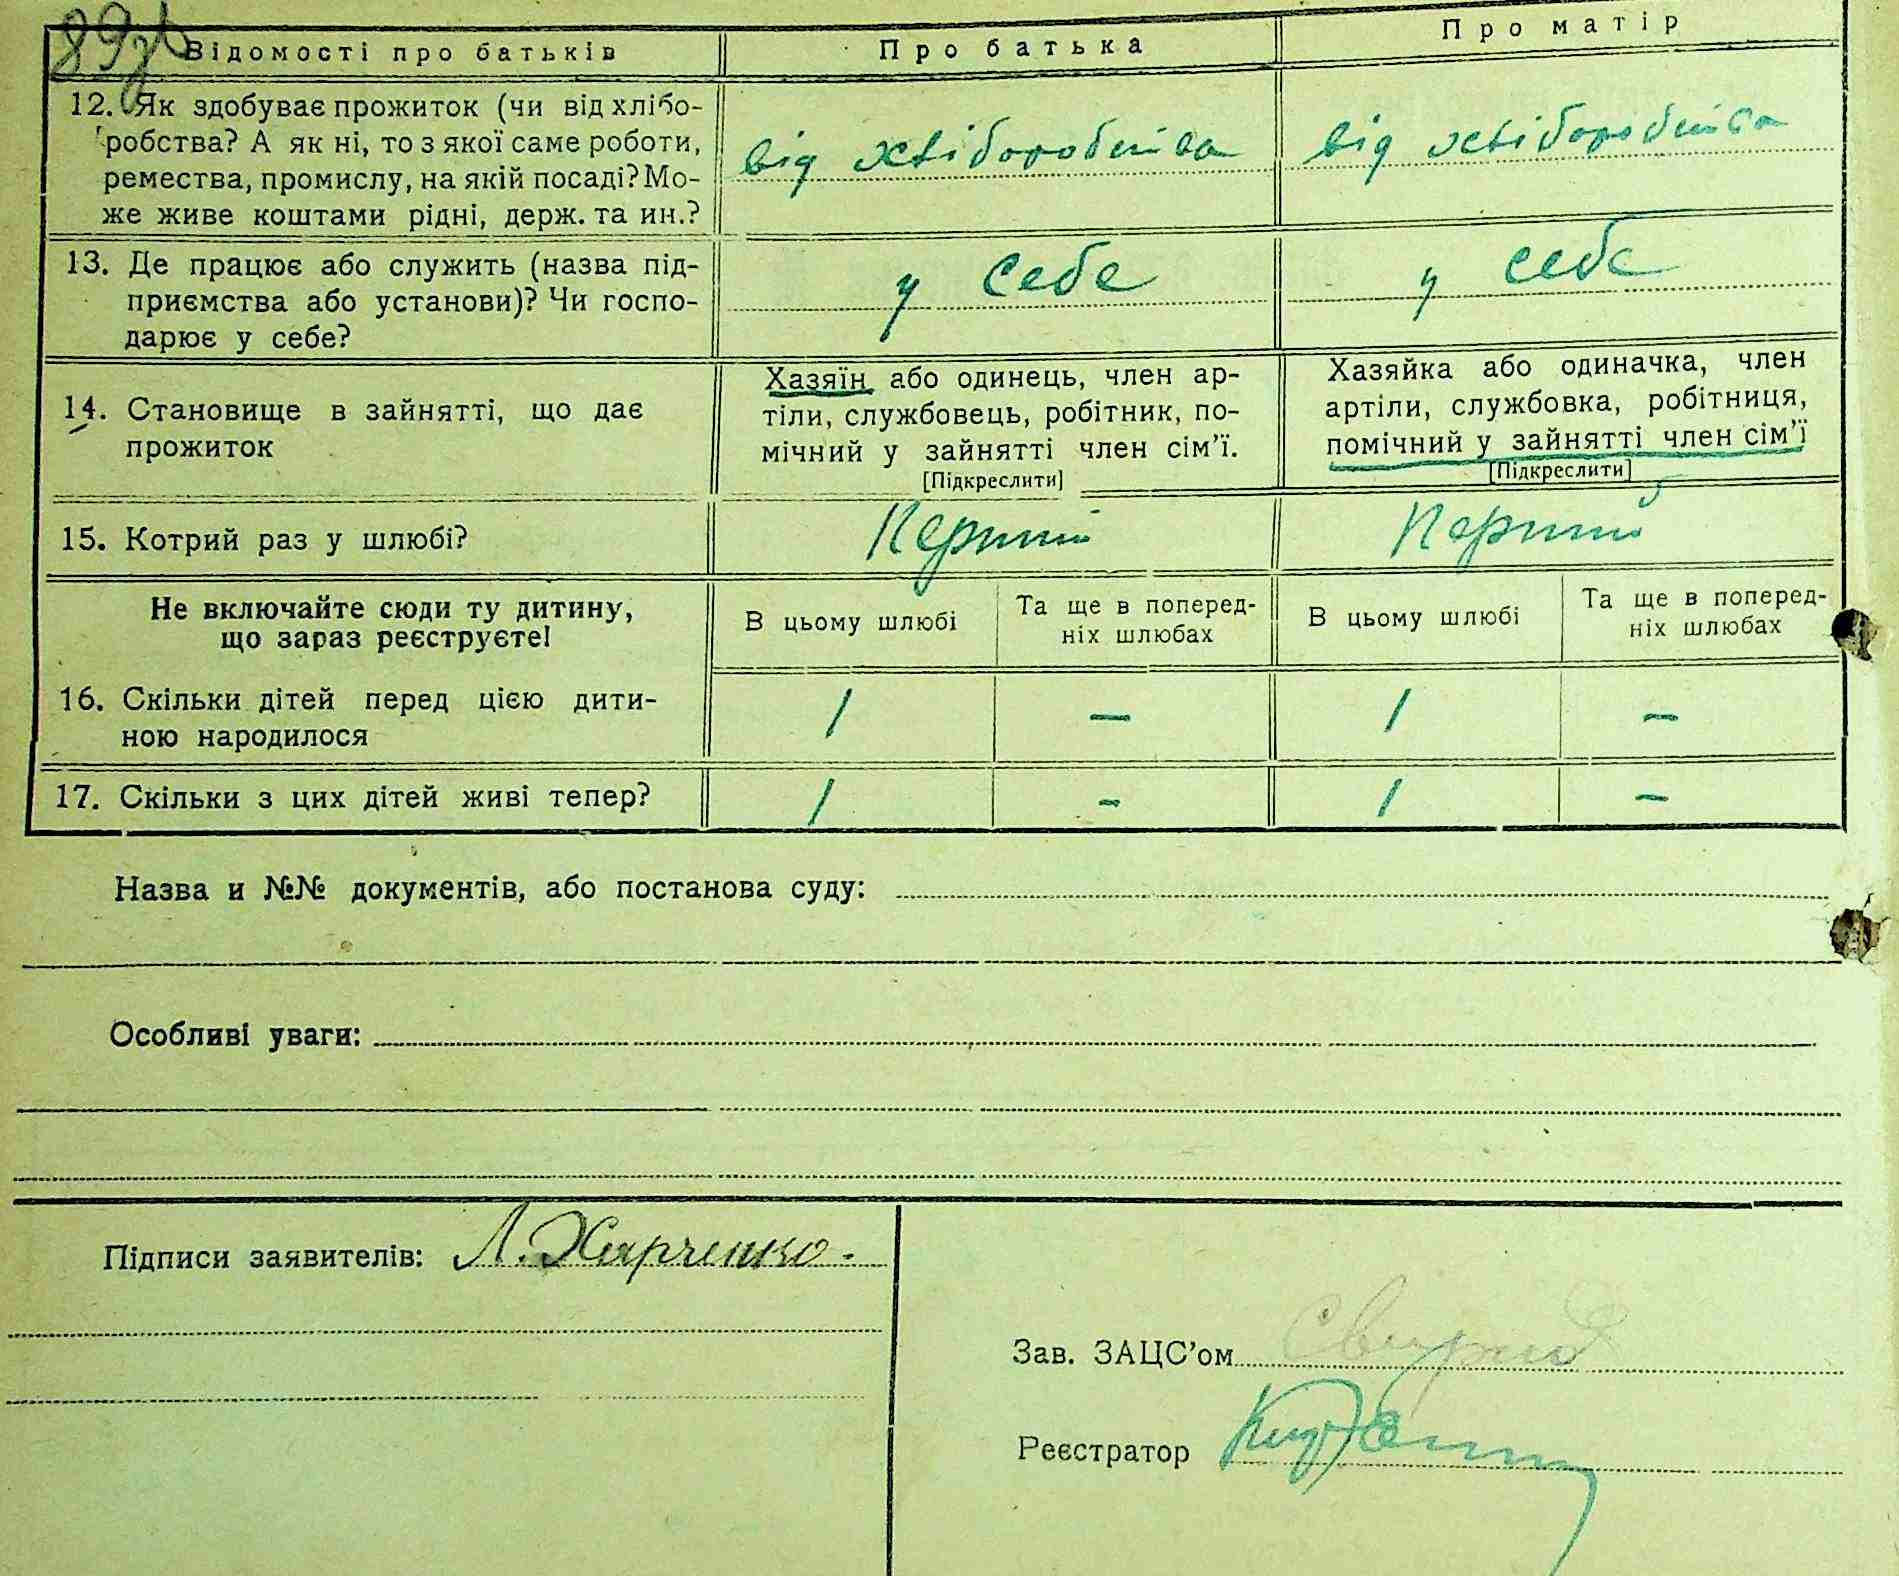 89зв
Відомості про батьків
Про батька
Про матір
12. Як здобуває прожиток (чи від хлібо-
робства? А як ні, то з якої саме роботи,
ремества, промислу, на якій посаді? Мо-
же живе коштами рідні, держ. та ин.?
від хліборобства
від хліборобства
13. Де працює або служить (назва під-
приємства або установи)? Чи госпо-
дарює у себе?
у себе
у себе
14. Становище в зайнятті, що дає
прожиток
Хазяїн або одинець, член ар-
тіли, службовець, робітник, по-
мічний у зайнятті член сім'ї.
[Підкреслити]
Хазяйка або одиначка, член
артіли, службовка, робітниця,
помічний у зайнятті член сім'ї
[Підкреслити]
15. Котрий раз у шлюбі?
Перший
Перший
Не включайте сюди ту дитину,
що зараз реєструєте!
В цьому шлюбі
Та ще в поперед-
ніх шлюбах
В цьому шлюбі
Та ще в поперед-
ніх шлюбах
16. Скільки дітей перед цією дити-
ною народилося
1 — 1 —
17. Скільки з цих дітей живі тепер?
1 — 1 —
Назва и №№ документів, або постанова суду:
Особливі уваги:
Підписи заявителів: Л. Харченко.
Зав. ЗАЦС'ом
Реєстратор